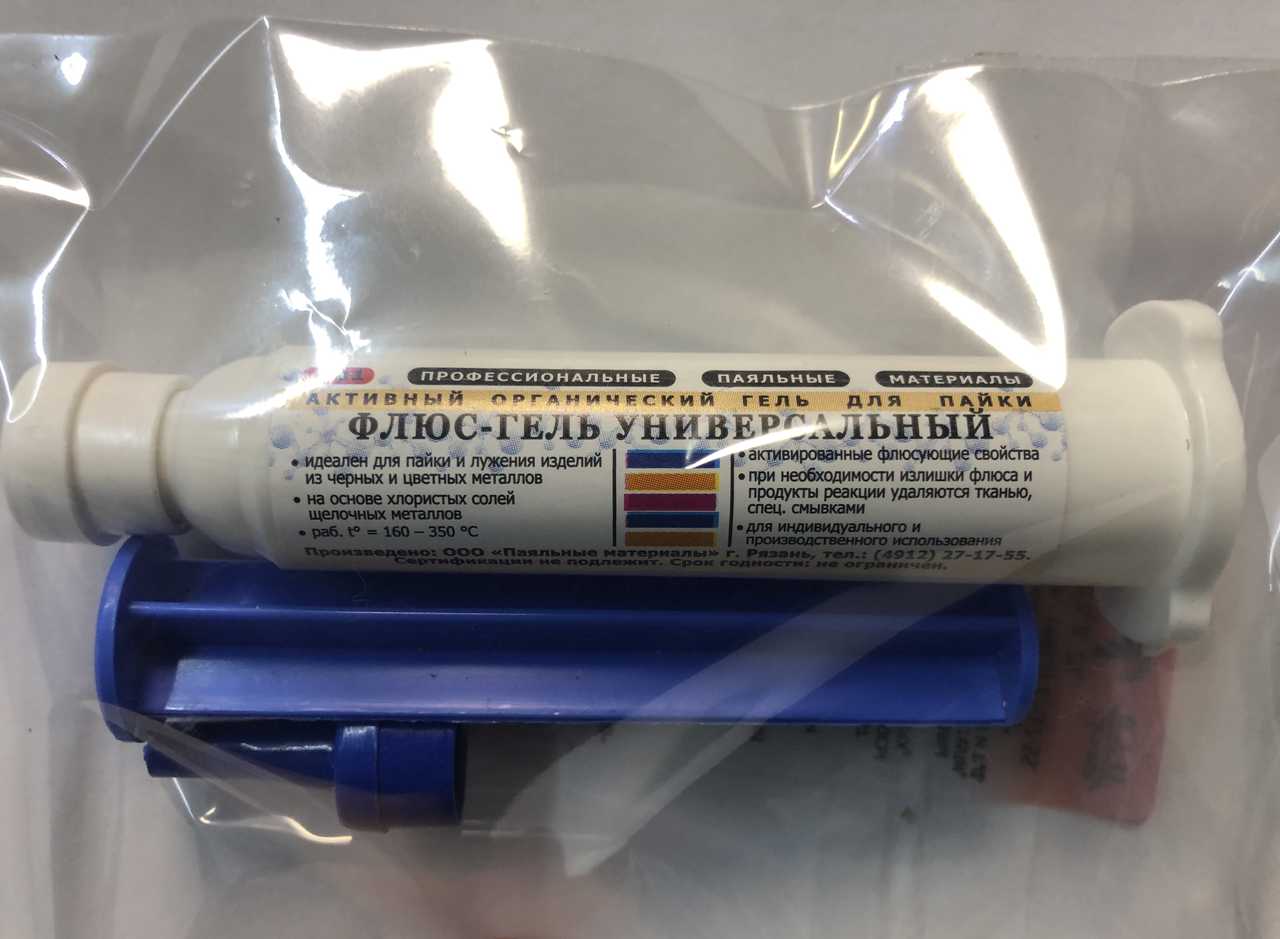 ПРОФЕССИОНАЛЬНЫЕ ПАЯЛЬНЫЕ МАТЕРИАЛЫ
АКТИВНЫЙ ОРГАНИЧЕСКИЙ ГЕЛЬ ДЛЯ ПАЙКИ
ФЛЮС-ГЕЛЬ УНИВЕРСАЛЬНЫЙ
• идеален для пайки и лужения изделий
из черных и цветных металлов
• на основе хлористых солей
щелочных металлов
• раб. t° = 160 – 350 °С
• активированные флюсующие свойства
• при необходимости излишки флюса и
продукты реакции удаляются тканью,
спец. смывками
• для индивидуального и
производственного использования
Произведено: ООО «Паяльные материалы» г. Рязань, тел.: (4912) 27-17-55.
Сертификации не подлежит. Срок годности: не ограничен.